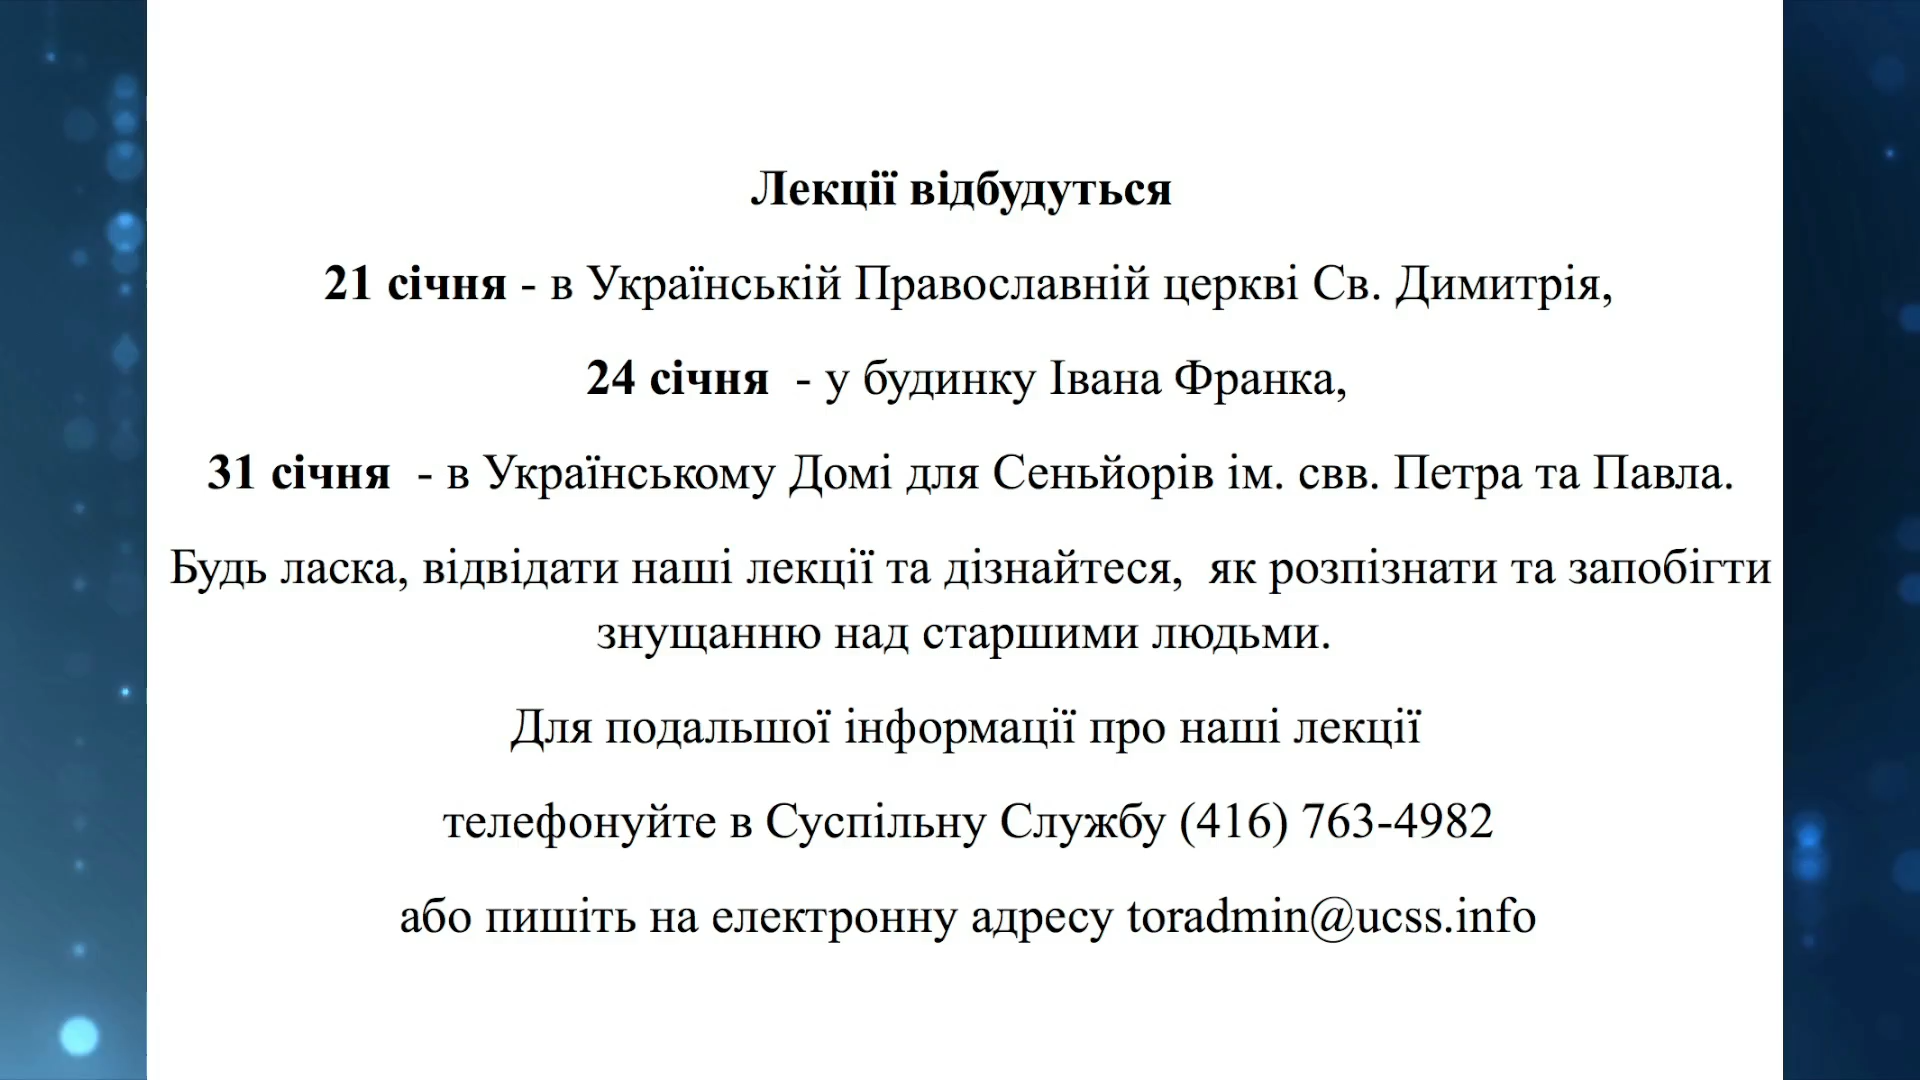 Лекції відбудуться
21 січня - в Українській Православній церкві Св. Димитрія,
24 січня  - у будинку Івана Франка,
31 січня  - в Українському Домі для Сеньйорів ім. свв. Петра та Павла.
Будь ласка, відвідати наші лекції та дізнайтеся,  як розпізнати та запобігти
знущанню над старшими людьми.
Для подальшої інформації про наші лекції
телефонуйте в Суспільну Службу (416) 763-4982
або пишіть на електронну адресу toradmin@ucss.info